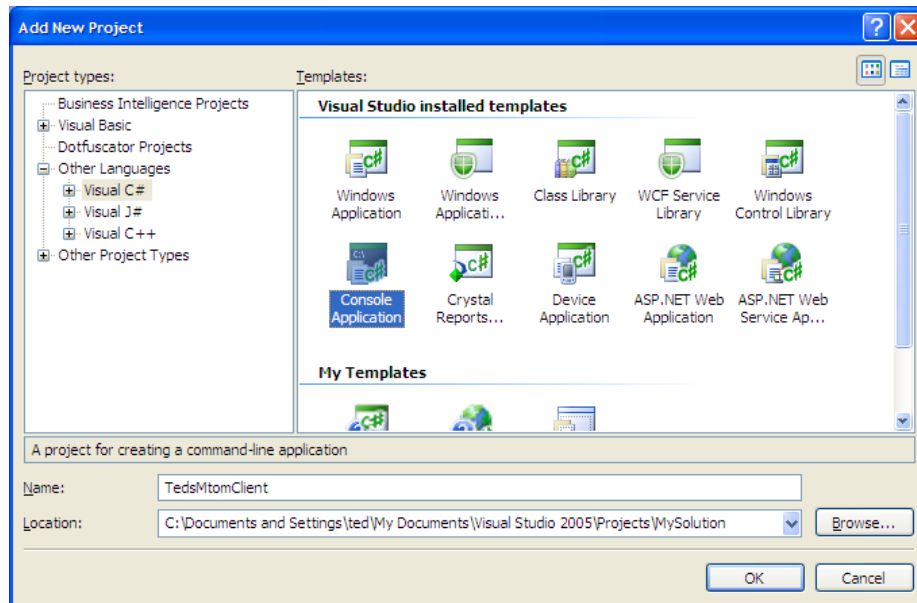 Add New Project
Project types:
Templates:
Business Intelligence Projects
Visual Basic
Dotfuscator Projects
Other Languages
Visual C#
Visual J#
Visual C++
Other Project Types
Visual Studio installed templates
Windows Application
Windows Applicati...
Class Library
WCF Service Library
Windows Control Library
Console Application
Crystal Reports...
Device Application
ASP.NET Web Application
ASP.NET Web Service Ap...
My Templates
A project for creating a command-line application
Name:
TedsMtomClient
Location:
C:\Documents and Settings\ted\My Documents\Visual Studio 2005\Projects\MySolution
Browse...
OK
Cancel